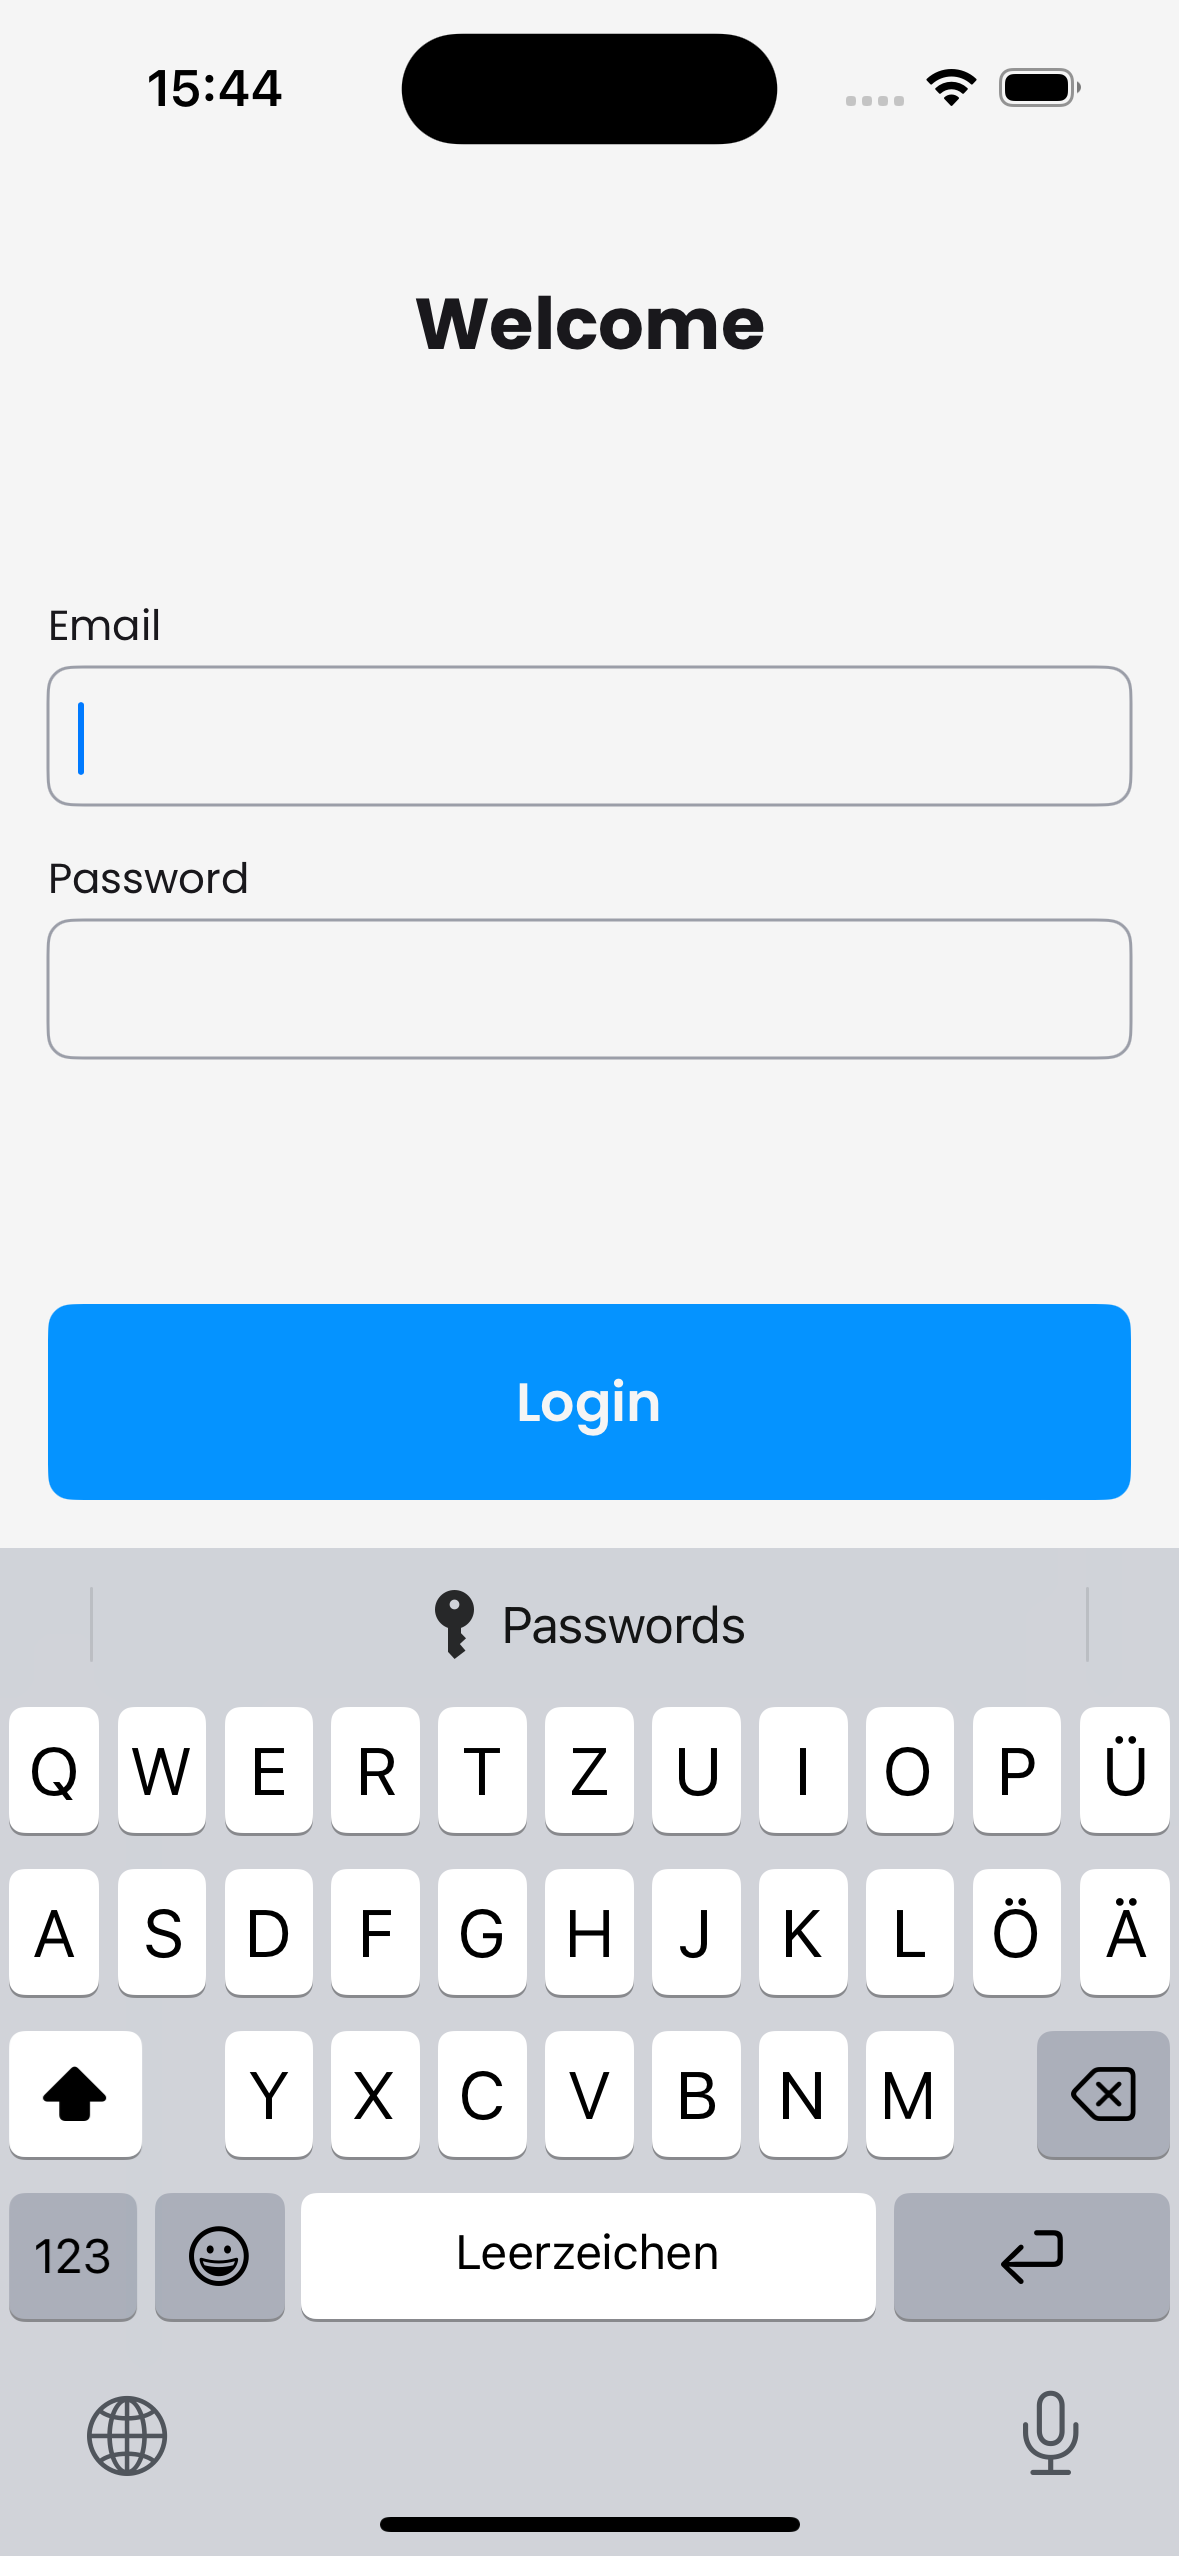 15:44
Welcome
Email
Password
Login
Passwords
Q W E R T Z U I O P Ü
A S D F G H J K L Ö Ä
Y X C V B N M
123 Leerzeichen